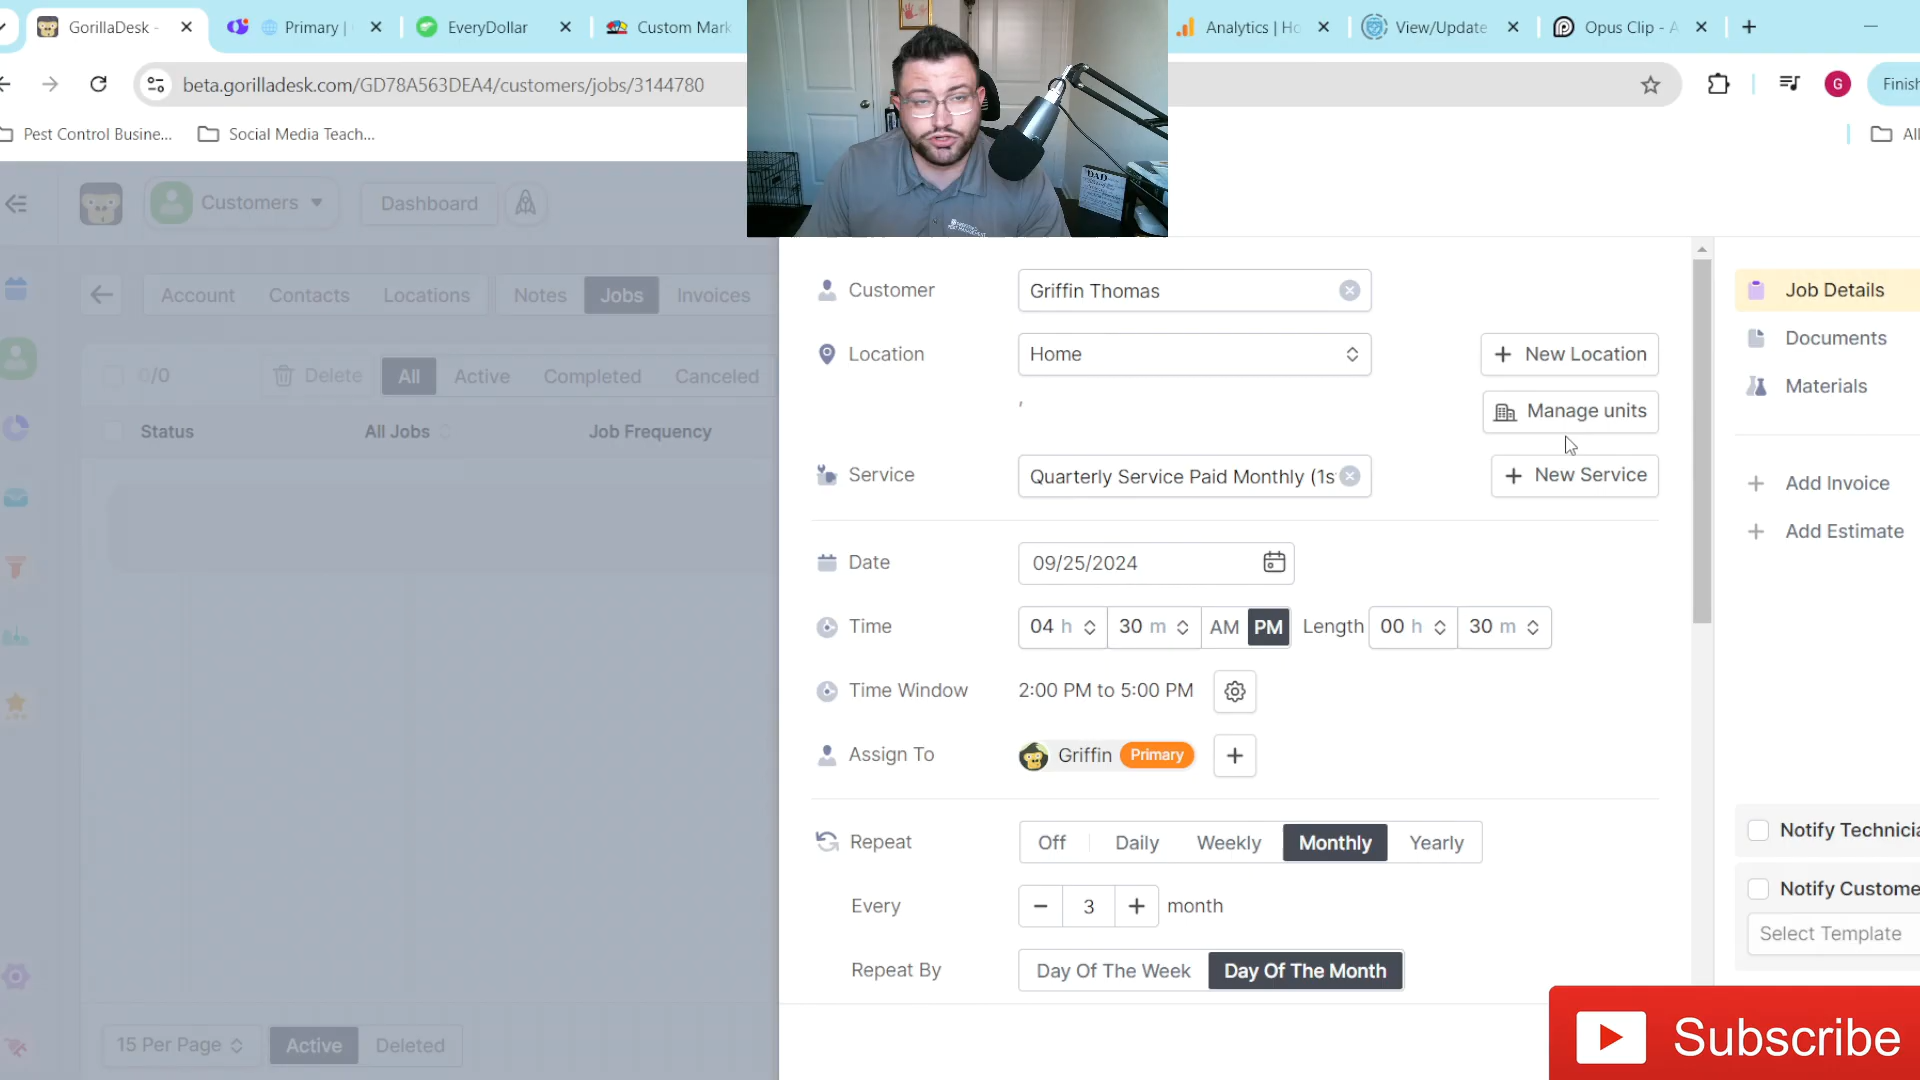 GorillaDesk -
Primary |
EveryDollar
Custom Mark
Analytics | Ho
View/Update
Opus Clip - A
beta.gorilladesk.com/GD78A563DEA4/customers/jobs/3144780
G
Finish
Pest Control Busine...
Social Media Teach...
All
DAD
Customers
Dashboard
Account
Contacts
Locations
Notes
Jobs
Invoices
0/0
Delete
All
Active
Completed
Canceled
Status
All Jobs
Job Frequency
15 Per Page
Active
Deleted
Customer
Griffin Thomas
Location
Home
New Location
,
Manage units
Service
Quarterly Service Paid Monthly (1s
New Service
Date
09/25/2024
Time
04 h
30 m
AM
PM
Length
00 h
30 m
Time Window
2:00 PM to 5:00 PM
Assign To
Griffin
Primary
Repeat
Off
Daily
Weekly
Monthly
Yearly
Every
3
month
Repeat By
Day Of The Week
Day Of The Month
Job Details
Documents
Materials
Add Invoice
Add Estimate
Notify Technicia
Notify Custome
Select Template
Subscribe